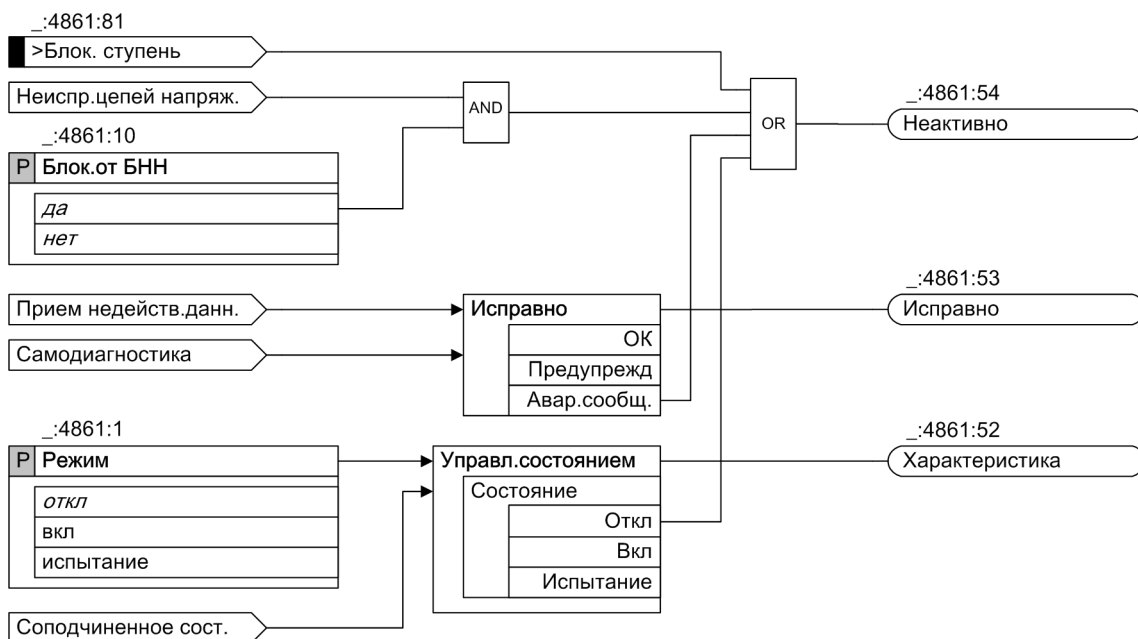 _:4861:81
>Блок. ступень
Неиспр.цепей напряж.
AND
OR
_:4861:54
Неактивно
_:4861:10
P Блок.от БНН
да
нет
Прием недейств.данн.
Самодиагностика
Исправно
ОК
Предупрежд
Авар.сообщ.
_:4861:53
Исправно
_:4861:1
P Режим
откл
вкл
испытание
Соподчиненное сост.
Управл.состоянием
Состояние
Откл
Вкл
Испытание
_:4861:52
Характеристика